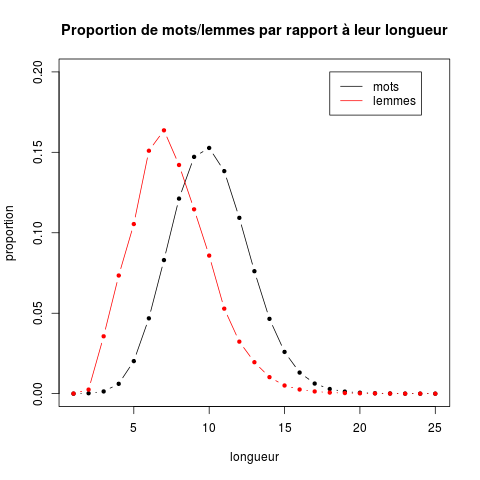 Proportion de mots/lemmes par rapport à leur longueur
mots
lemmes
proportion
0.20
0.15
0.10
0.05
0.00
5 10 15 20 25
longueur